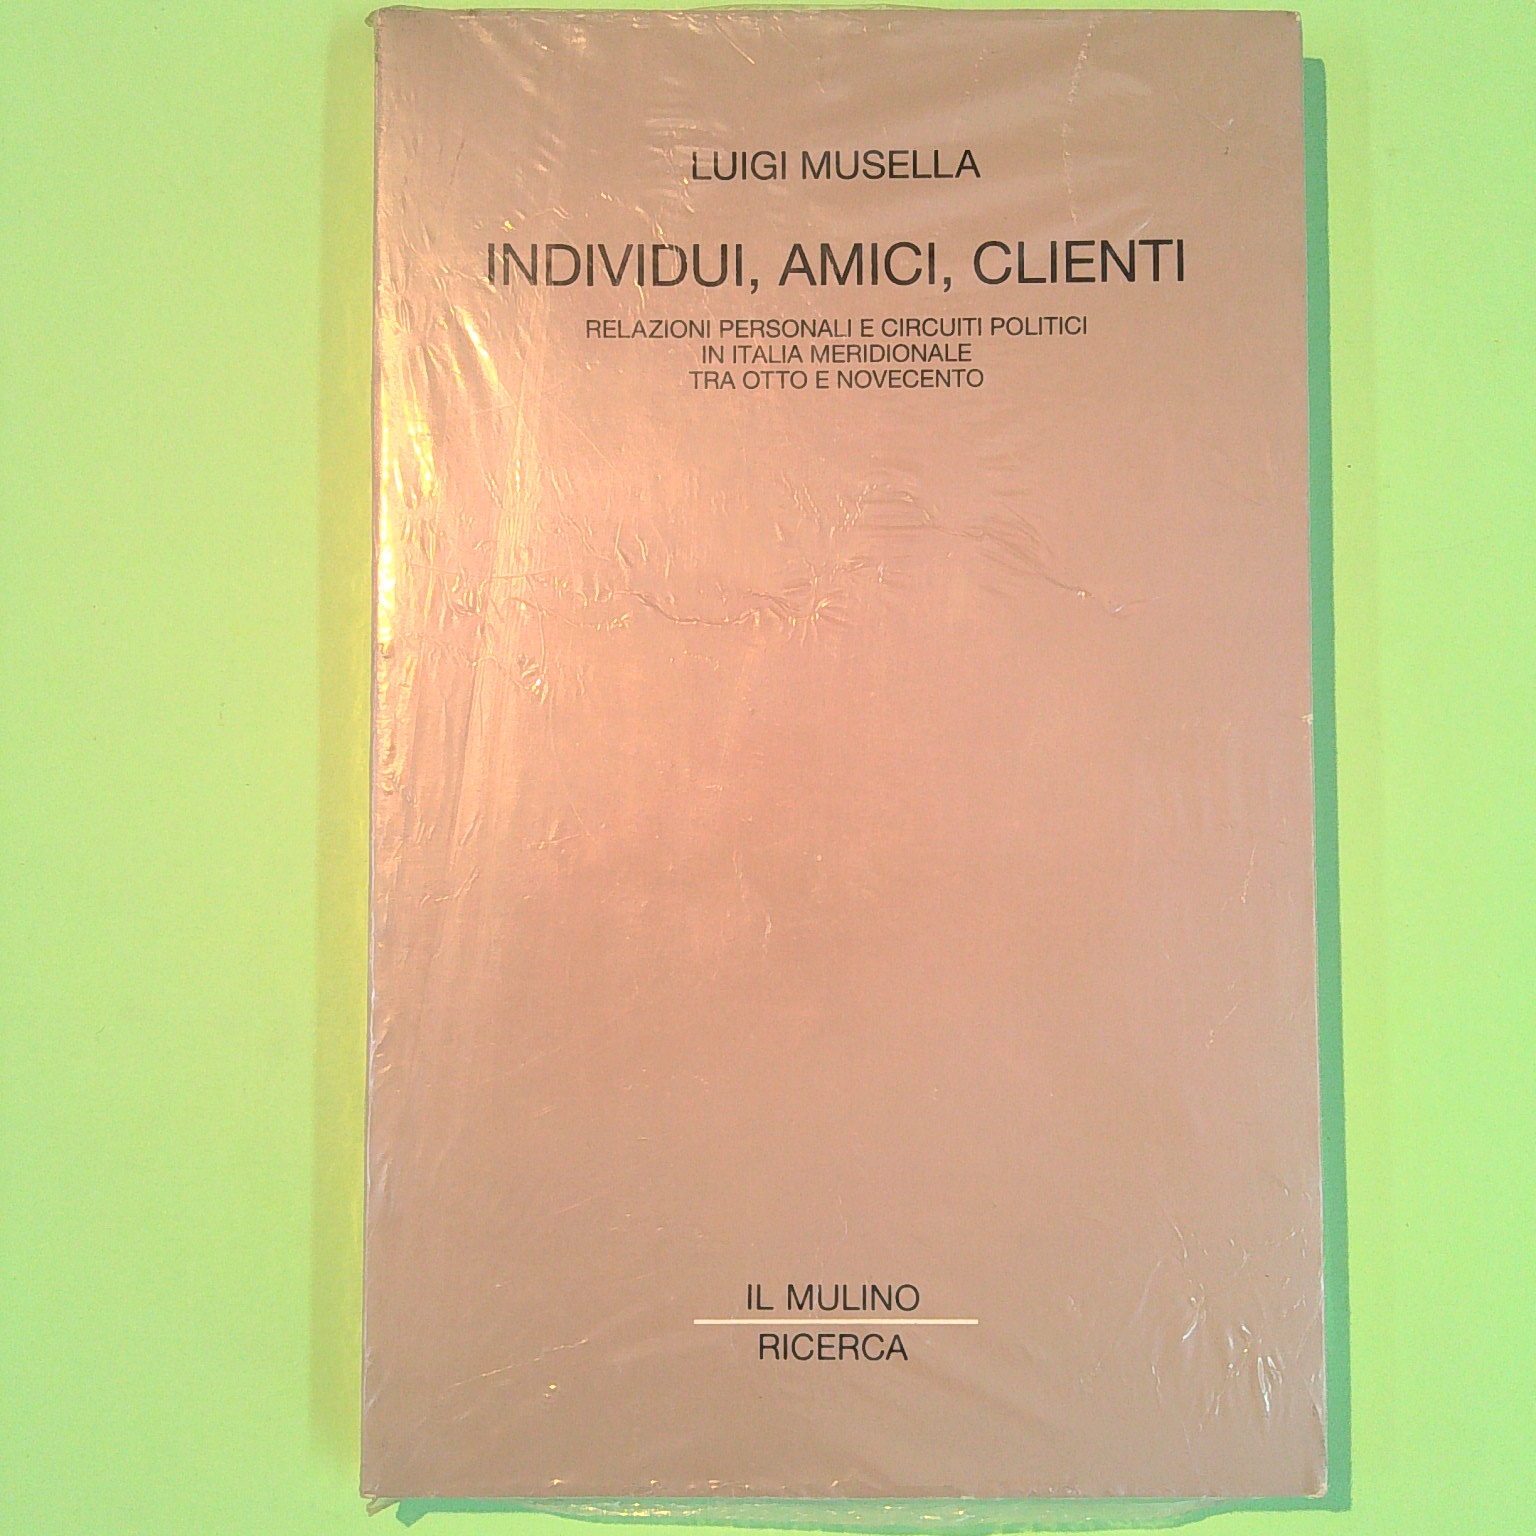 LUIGI MUSELLA
INDIVIDUI, AMICI, CLIENTI
RELAZIONI PERSONALI E CIRCUITI POLITICI
IN ITALIA MERIDIONALE
TRA OTTO E NOVECENTO
IL MULINO
RICERCA